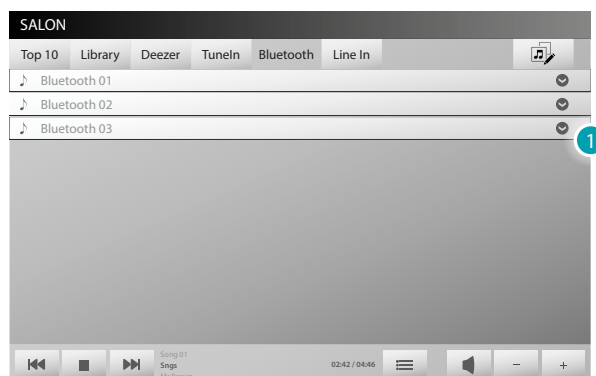 SALON
Top 10 Library Deezer TuneIn Bluetooth Line In
♪ Bluetooth 01
♪ Bluetooth 02
♪ Bluetooth 03
1
Song 01
Sngs
02:42 / 04:46
− +